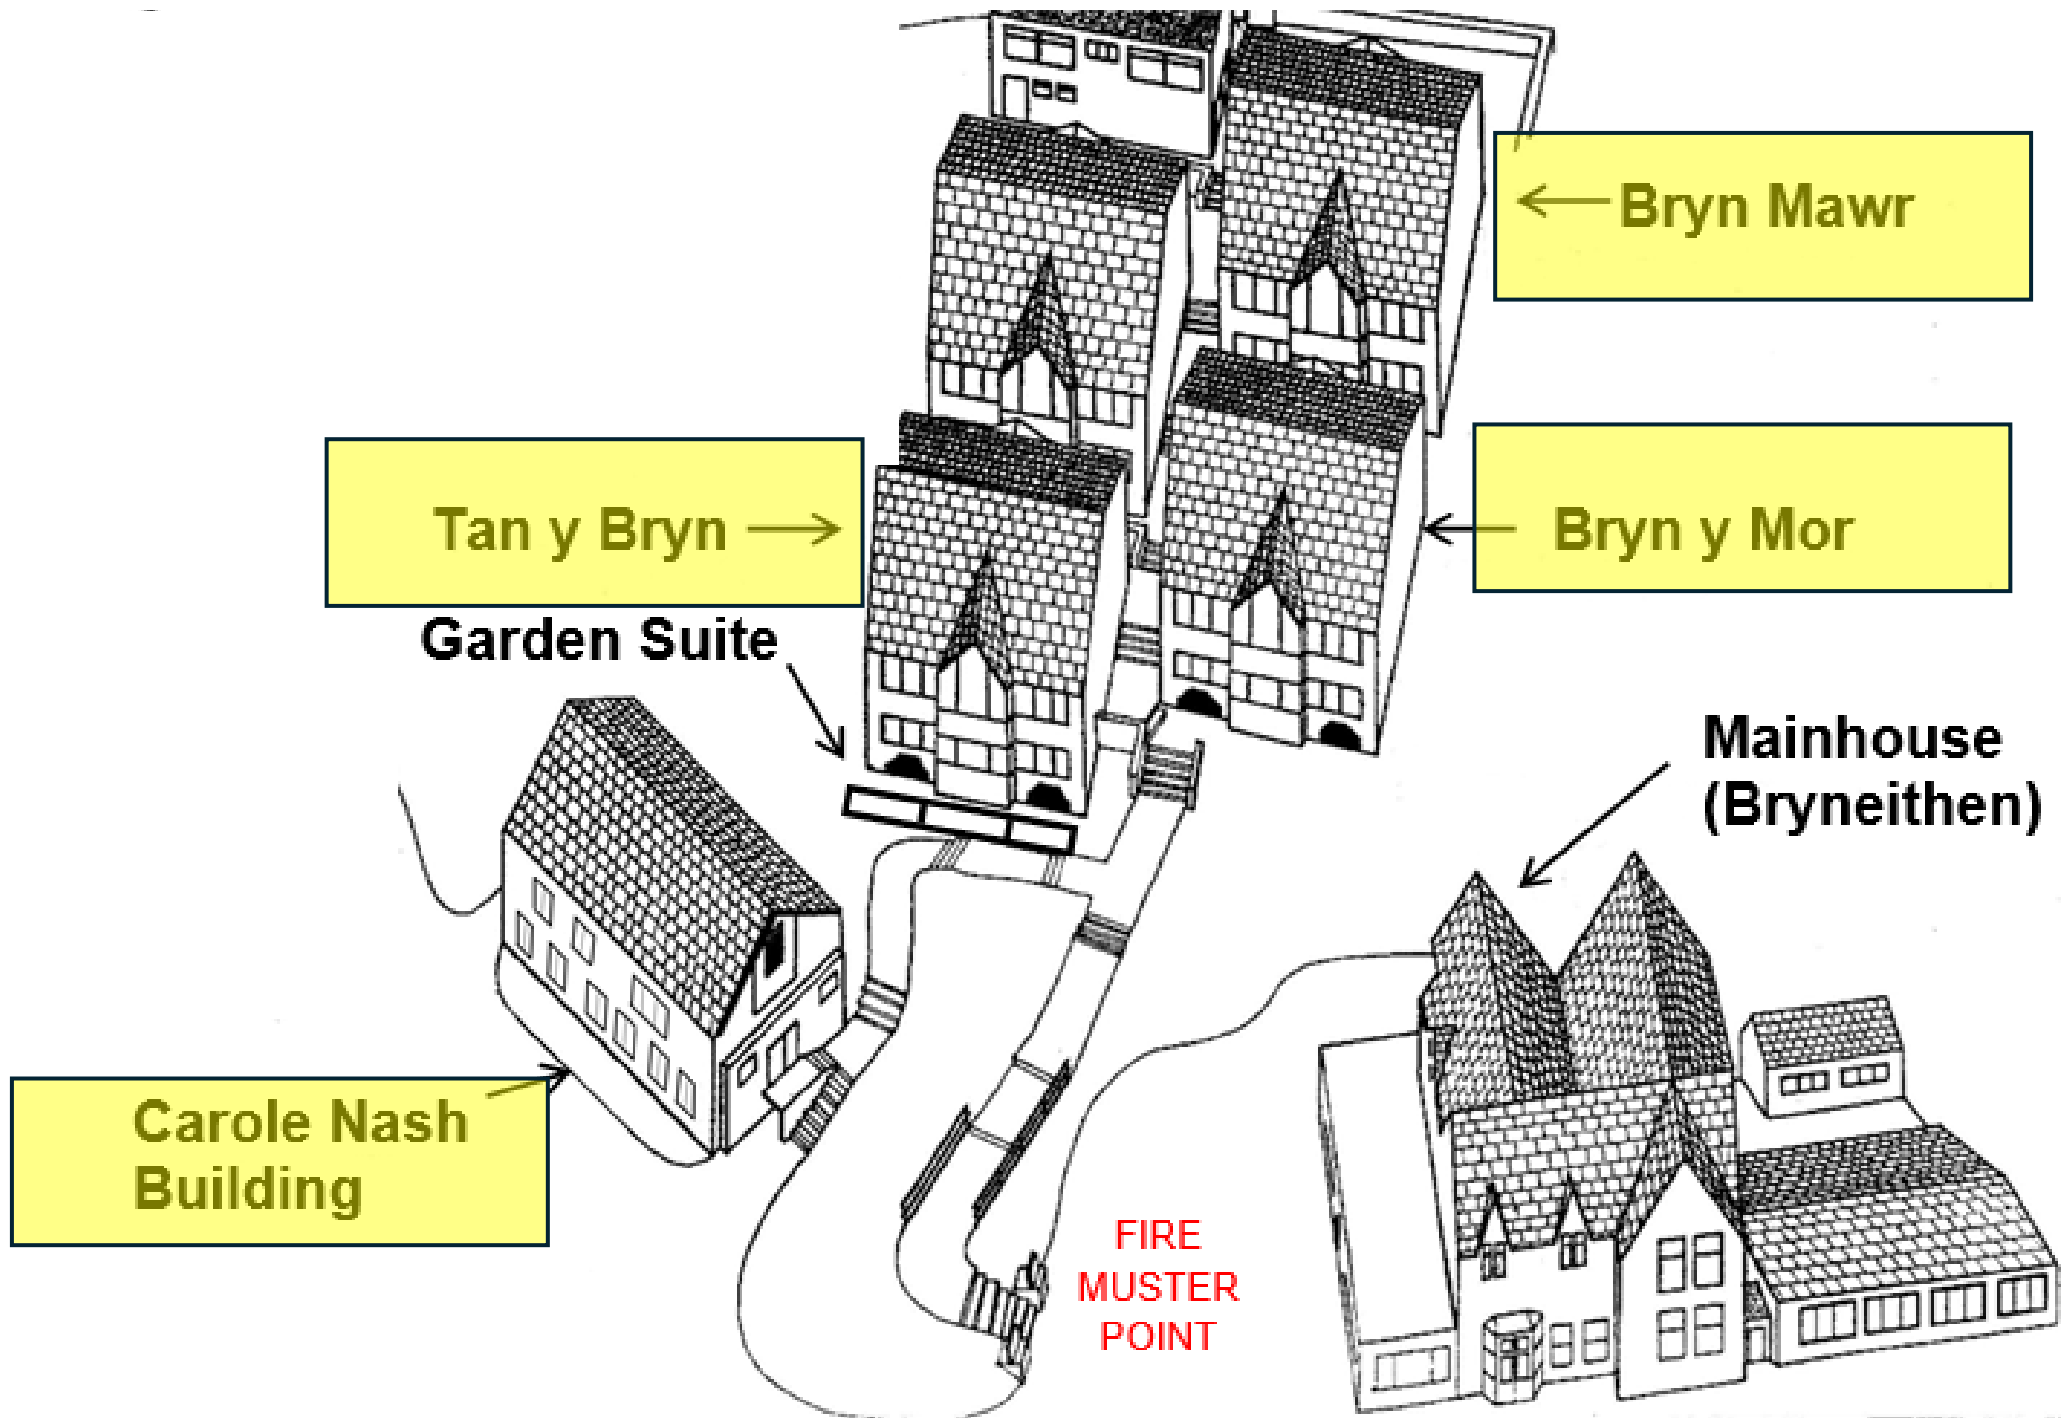 Bryn Mawr
Tan y Bryn
Bryn y Mor
Garden Suite
Mainhouse
(Bryneithen)
Carole Nash
Building
FIRE
MUSTER
POINT